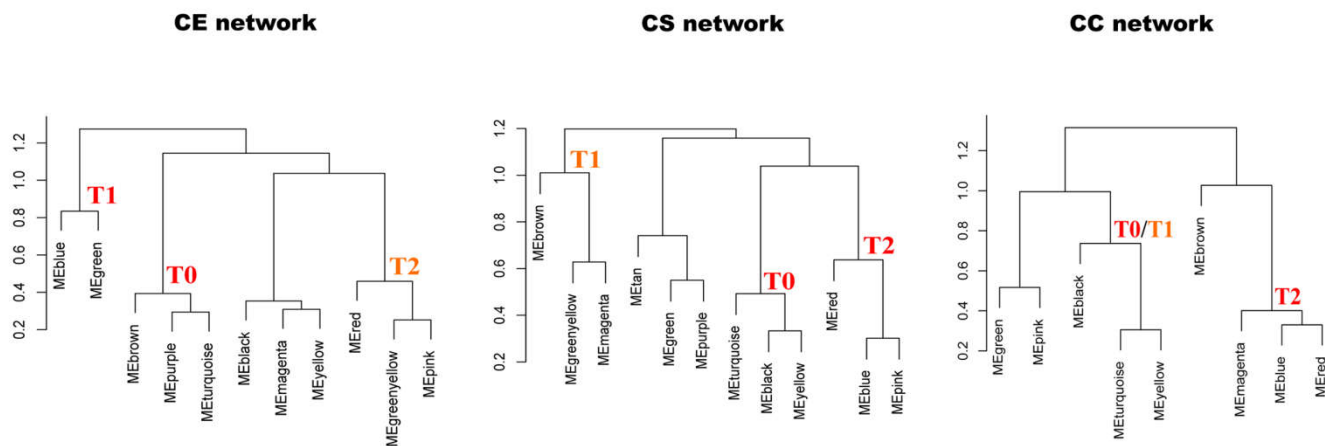 CE network
CS network
CC network
1.2
1.0
0.8
0.6
0.4
0.2
T1
T0
T2
MEblue
MEgreen
MEbrown
MEpurple
MEturquoise
MEblack
MEmagenta
MEyellow
MEred
MEgreenyellow
MEpink
1.2
1.0
0.8
0.6
0.4
0.2
T1
T0
T2
MEbrown
MEgreenyellow
MEmagenta
MEtan
MEgreen
MEpurple
MEturquoise
MEblack
MEyellow
MEred
MEblue
MEpink
1.2
1.0
0.8
0.6
0.4
0.2
T0/T1
T2
MEgreen
MEpink
MEblack
MEturquoise
MEyellow
MEbrown
MEmagenta
MEblue
MEred